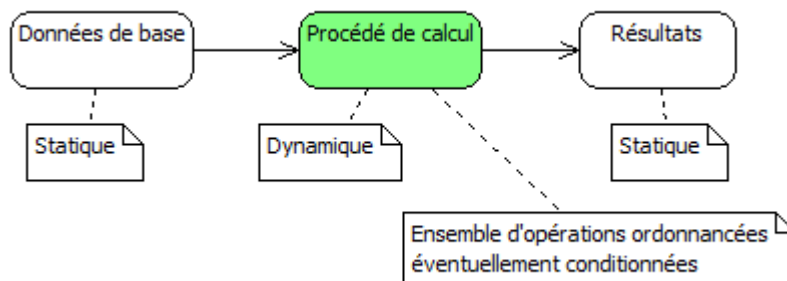 Données de base
Procédé de calcul
Résultats
Statique
Dynamique
Statique
Ensemble d'opérations ordonnancées
éventuellement conditionnées